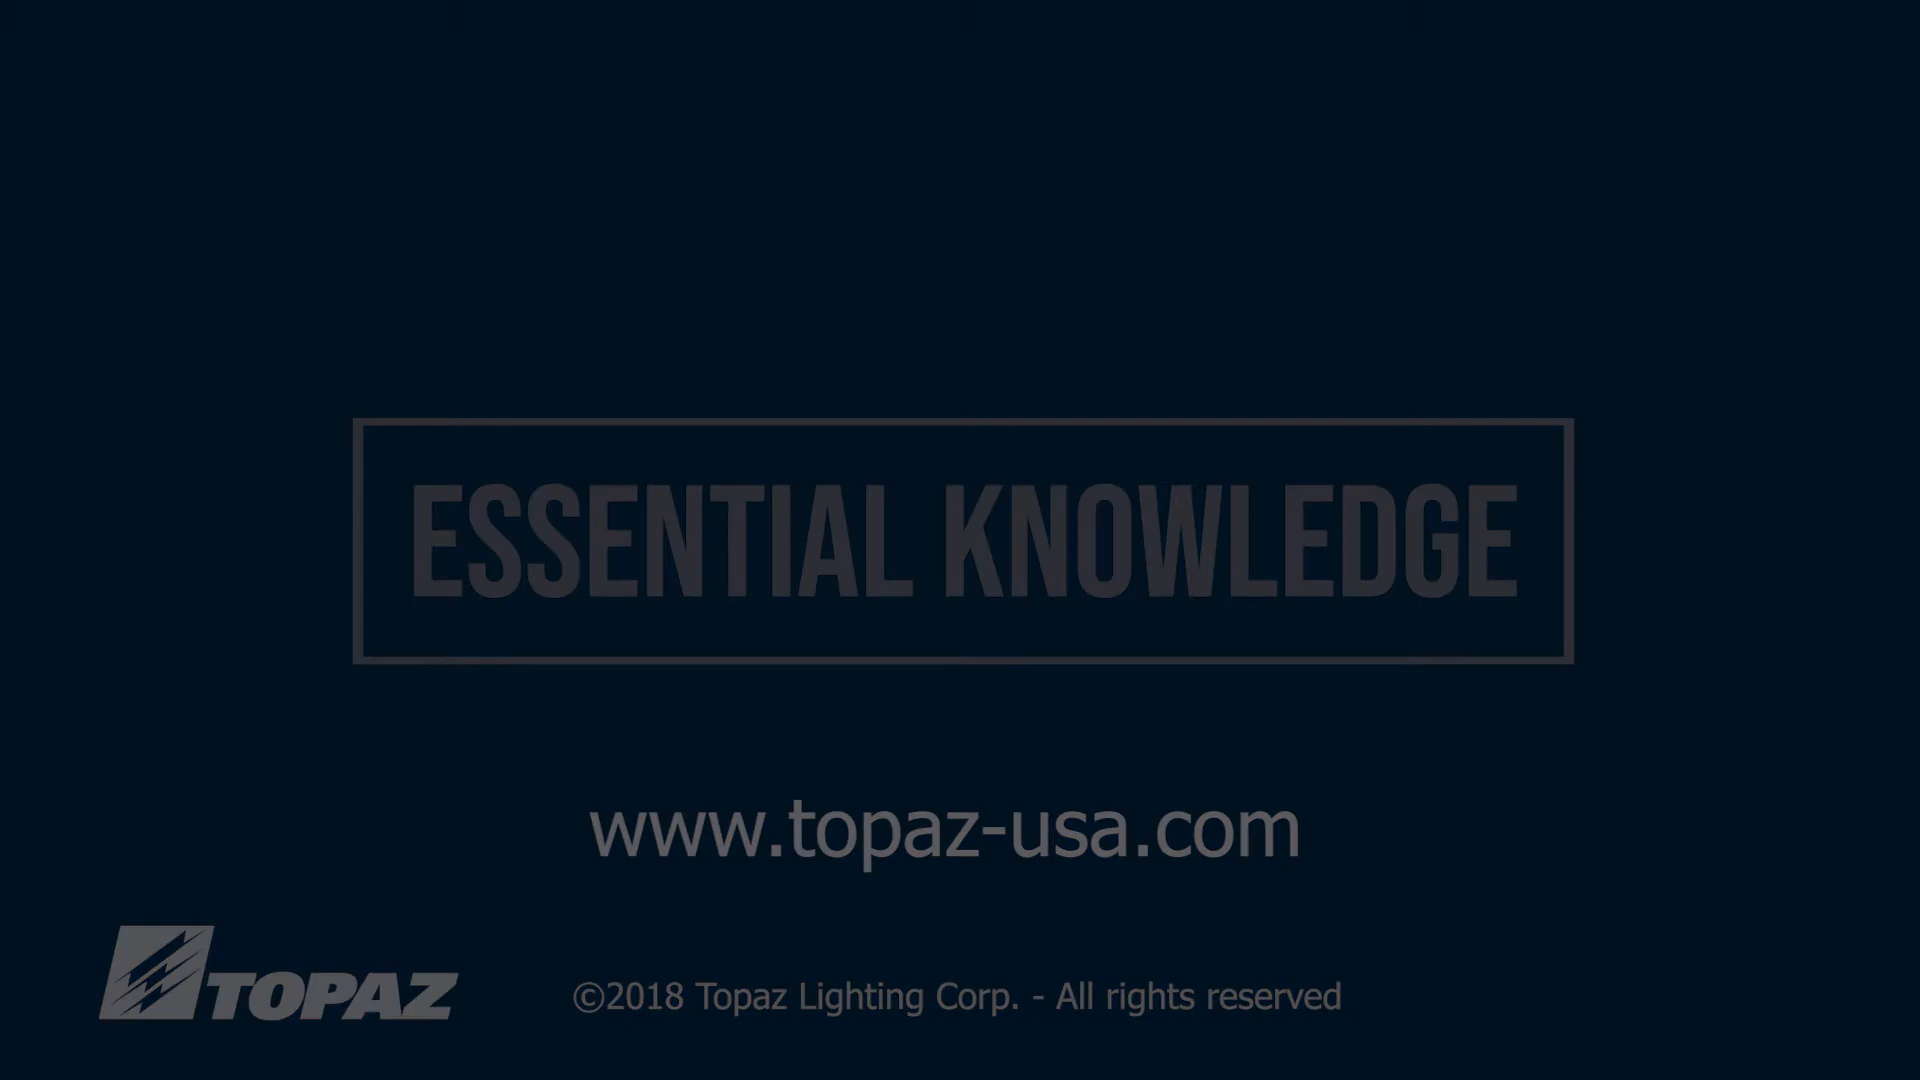 ESSENTIAL KNOWLEDGE
www.topaz-usa.com
TOPAZ
©2018 Topaz Lighting Corp. - All rights reserved